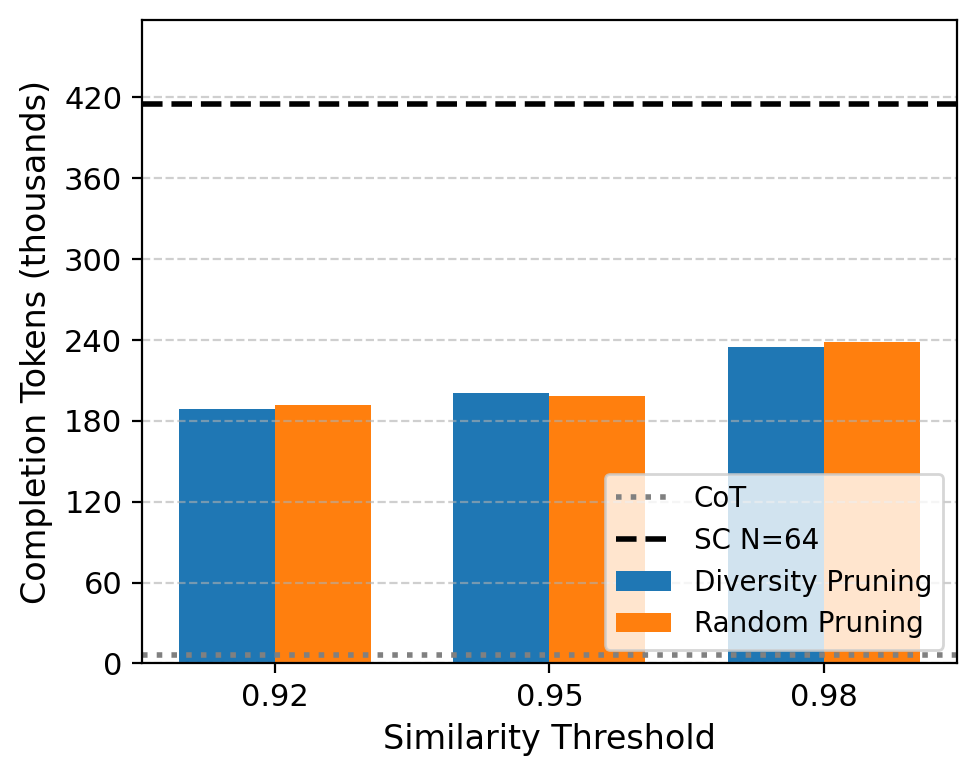 Completion Tokens (thousands)
420
360
300
240
180
120
60
0
CoT
SC N=64
Diversity Pruning
Random Pruning
0.92 0.95 0.98
Similarity Threshold